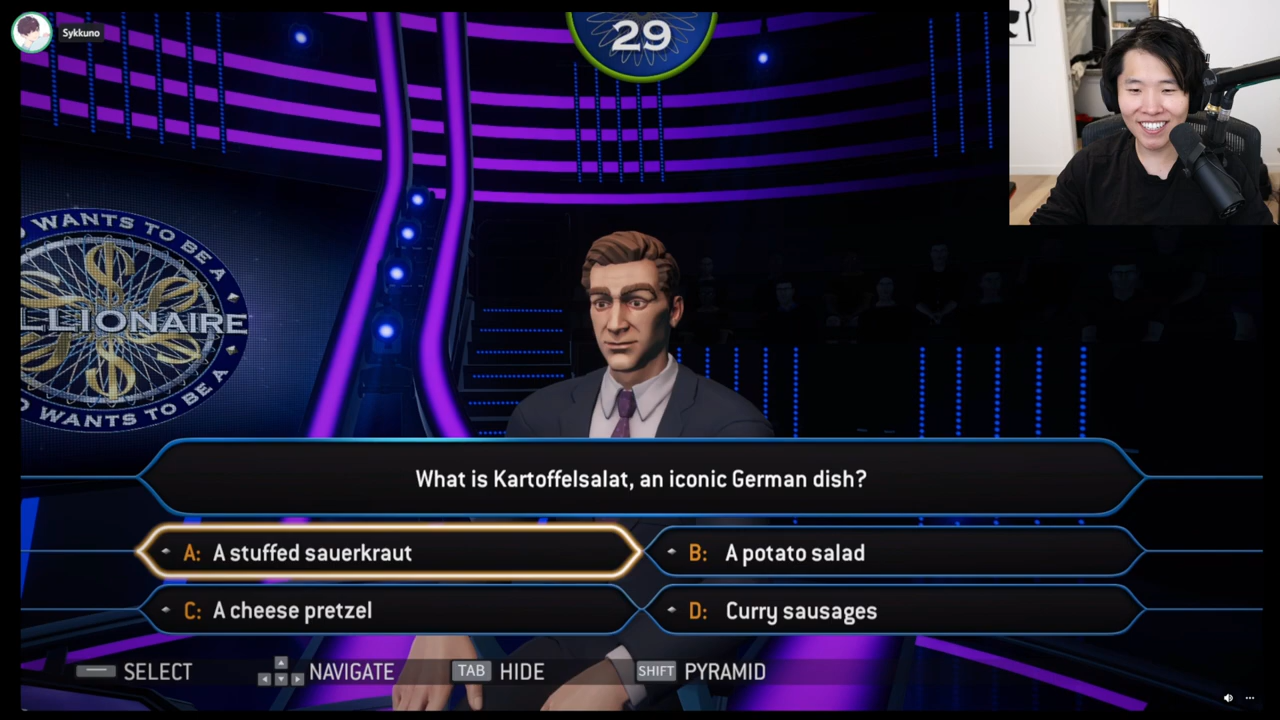 Sykkuno
29
WANTS TO BE A
LLIONAIRE
WANTS TO BE A
What is Kartoffelsalat, an iconic German dish?
A: A stuffed sauerkraut
B: A potato salad
C: A cheese pretzel
D: Curry sausages
SELECT
NAVIGATE
TAB HIDE
SHIFT PYRAMID